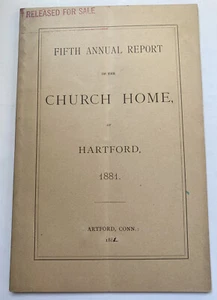 RELEASED FOR SALE
FIFTH ANNUAL REPORT
OF THE
CHURCH HOME,
OF
HARTFORD,
1881.
ARTFORD, CONN.: